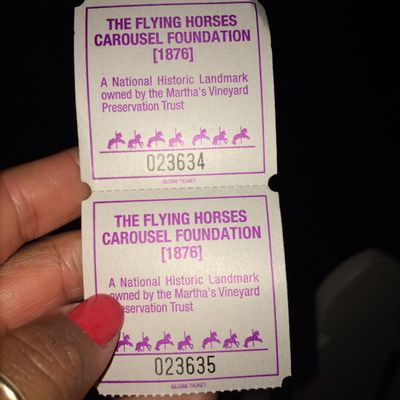 THE FLYING HORSES
CAROUSEL FOUNDATION
[1876]
A National Historic Landmark
owned by the Martha's Vineyard
Preservation Trust
023634
GLOBE TICKET
THE FLYING HORSES
CAROUSEL FOUNDATION
[1876]
A National Historic Landmark
owned by the Martha's Vineyard
Preservation Trust
023635
GLOBE TICKET